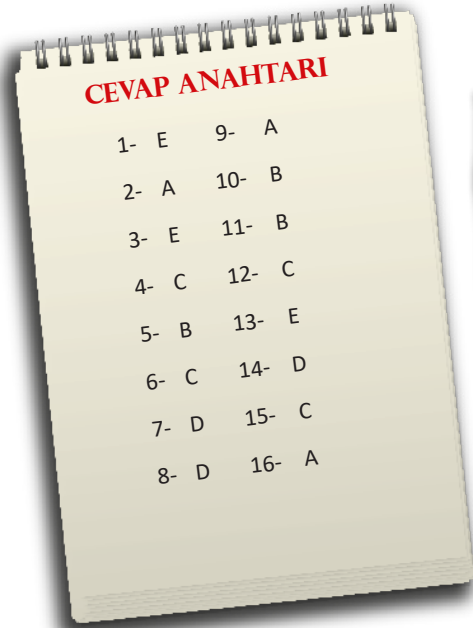 CEVAP ANAHTARI
1- E 9- A
2- A 10- B
3- E 11- B
4- C 12- C
5- B 13- E
6- C 14- D
7- D 15- C
8- D 16- A